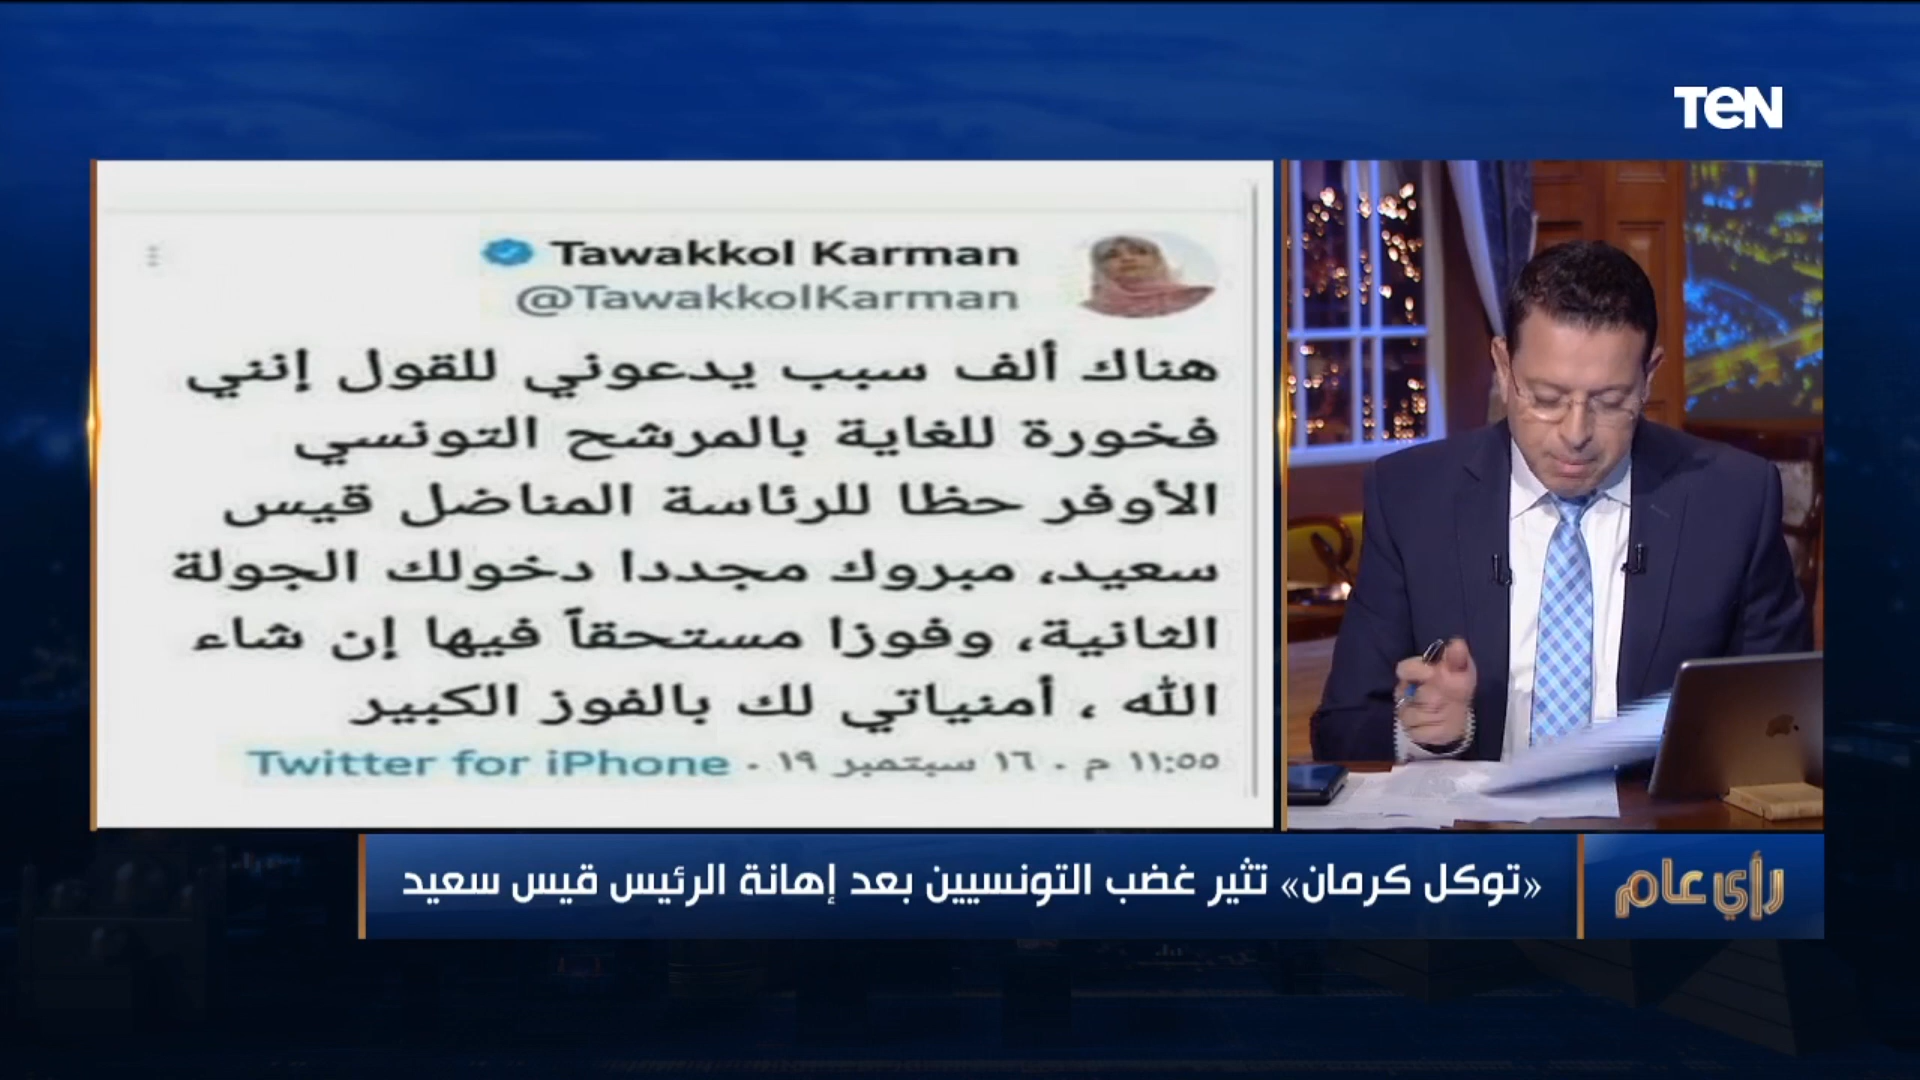 TEN
Tawakkol Karman
@TawakkolKarman
هناك ألف سبب يدعوني للقول إنني
فخورة للغاية بالمرشح التونسي
الأوفر حظا للرئاسة المناضل قيس
سعيد، مبروك مجددا دخولك الجولة
الثانية، وفوزا مستحقاً فيها إن شاء
الله ، أمنياتي لك بالفوز الكبير
١١:٥٥ م . ١٦ سبتمبر ١٩ . Twitter for iPhone
رأي عام
«توكل كرمان» تثير غضب التونسيين بعد إهانة الرئيس قيس سعيد